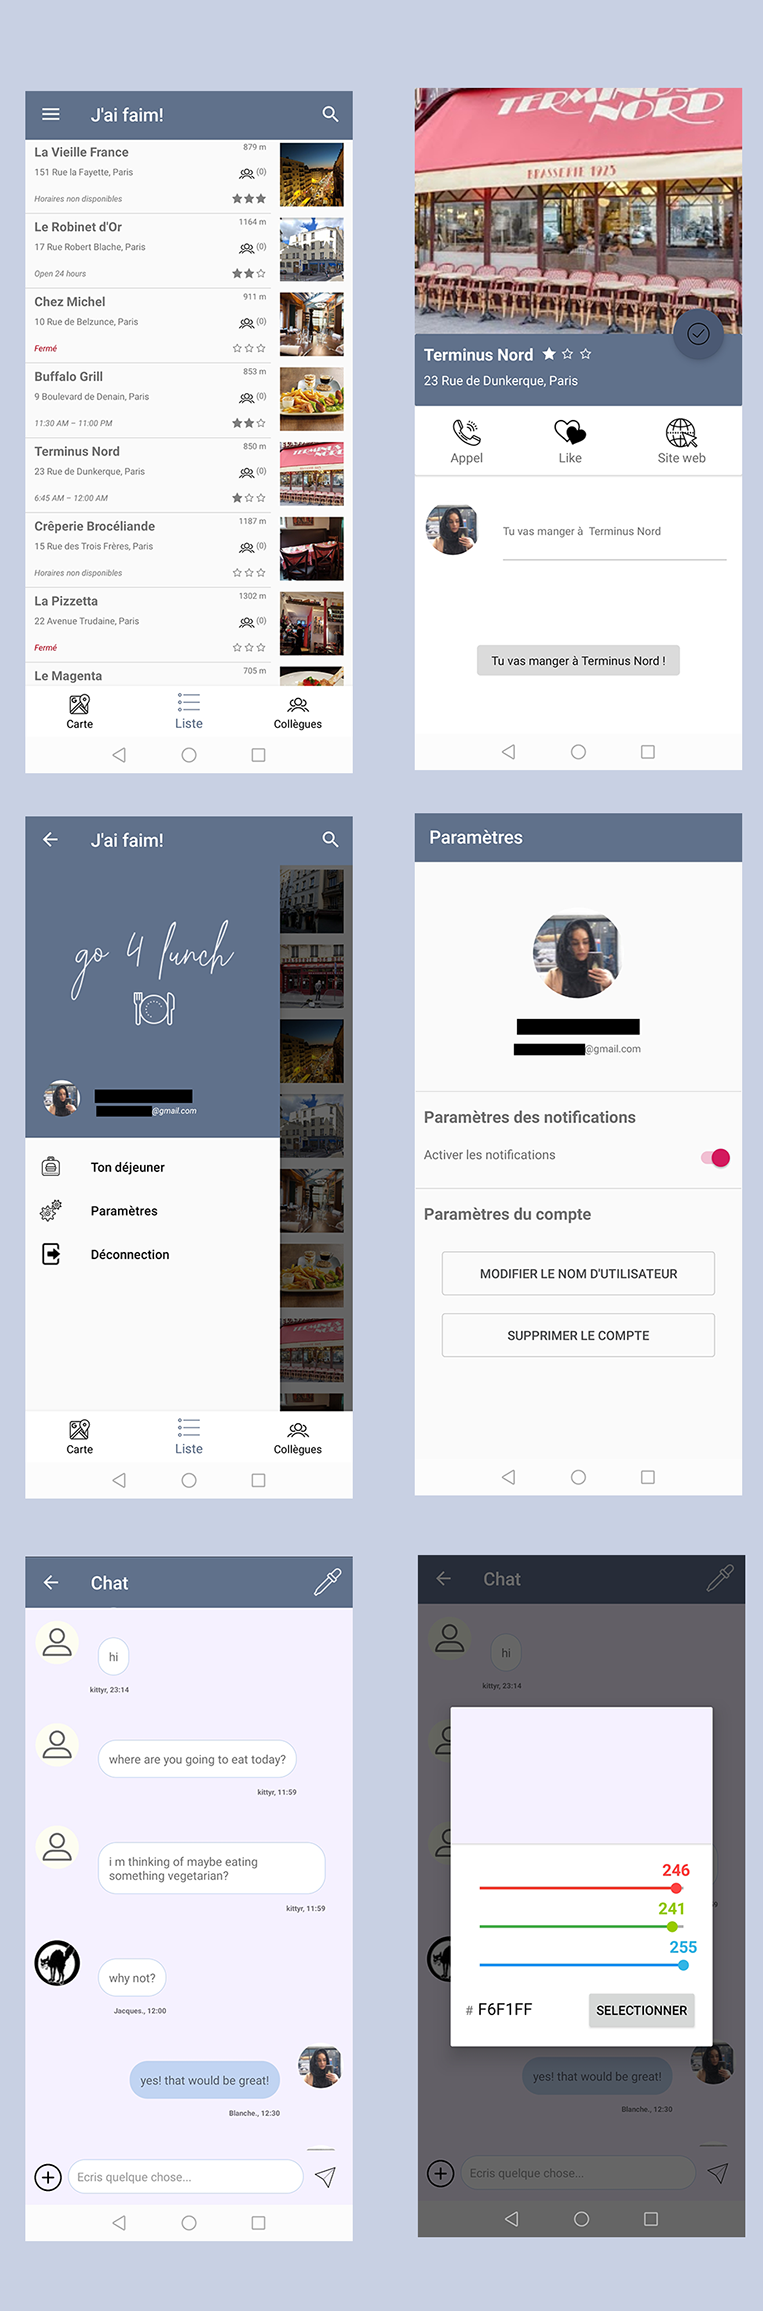 J'ai faim!
La Vieille France
879 m
151 Rue la Fayette, Paris
(0)
Horaires non disponibles
Le Robinet d'Or
1164 m
17 Rue Robert Blache, Paris
(0)
Open 24 hours
Chez Michel
911 m
10 Rue de Belzunce, Paris
(0)
Fermé
Buffalo Grill
853 m
9 Boulevard de Denain, Paris
(0)
11:30 AM – 11:00 PM
Terminus Nord
850 m
23 Rue de Dunkerque, Paris
(0)
6:45 AM – 12:00 AM
Crêperie Brocéliande
1187 m
15 Rue des Trois Frères, Paris
(0)
Horaires non disponibles
La Pizzetta
1302 m
22 Avenue Trudaine, Paris
(0)
Fermé
Le Magenta
705 m
Carte
Liste
Collègues
TERMINUS
NORD
BRASSERIE 1925
Terminus Nord
23 Rue de Dunkerque, Paris
Appel
Like
Site web
Tu vas manger à Terminus Nord
Tu vas manger à Terminus Nord !
J'ai faim!
go 4 lunch
@gmail.com
Ton déjeuner
Paramètres
Déconnection
TERMINUS
NORD
Carte
Liste
Collègues
Paramètres
@gmail.com
Paramètres des notifications
Activer les notifications
Paramètres du compte
MODIFIER LE NOM D'UTILISATEUR
SUPPRIMER LE COMPTE
Chat
hi
kittyr, 23:14
where are you going to eat today?
kittyr, 11:59
i m thinking of maybe eating
something vegetarian?
kittyr, 11:59
why not?
Jacques., 12:00
yes! that would be great!
Blanche., 12:30
Ecris quelque chose...
Chat
hi
kittyr, 23:14
246
241
255
# F6F1FF
SELECTIONNER
yes! that would be great!
Blanche., 12:30
Ecris quelque chose...